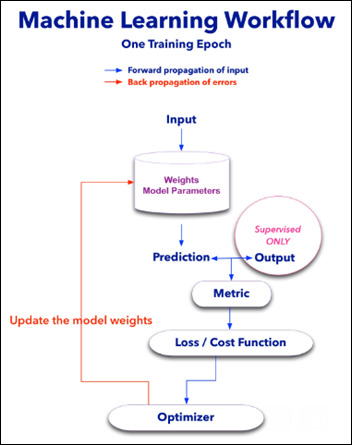 Machine Learning Workflow
One Training Epoch
Forward propagation of input
Back propagation of errors
Input
Weights
Model Parameters
Supervised
ONLY
Prediction
Output
Metric
Update the model weights
Loss / Cost Function
Optimizer